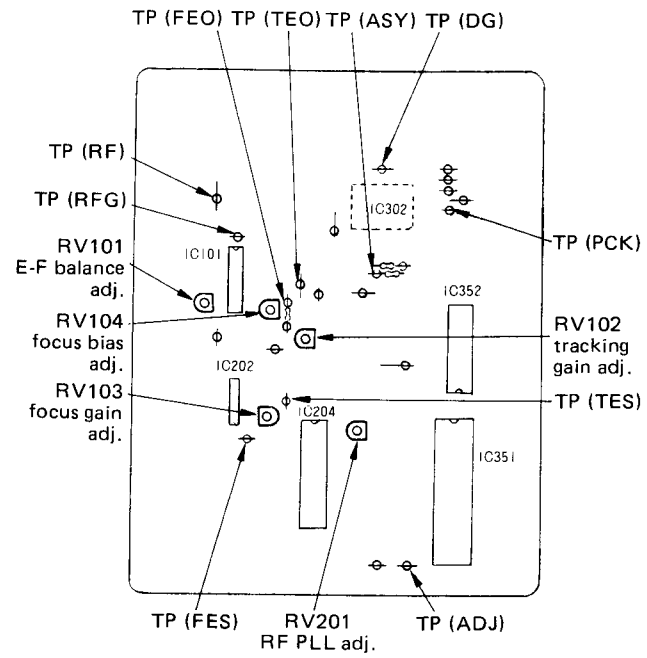 TP (FEO) TP (TEO) TP (ASY) TP (DG)
TP (RF)
TP (RFG)
RV101
E-F balance
adj.
RV104
focus bias
adj.
RV103
focus gain
adj.
IC101
IC302
IC352
TP (PCK)
RV102
tracking
gain adj.
IC202
TP (TES)
IC204
IC351
TP (FES)
RV201
RF PLL adj.
TP (ADJ)